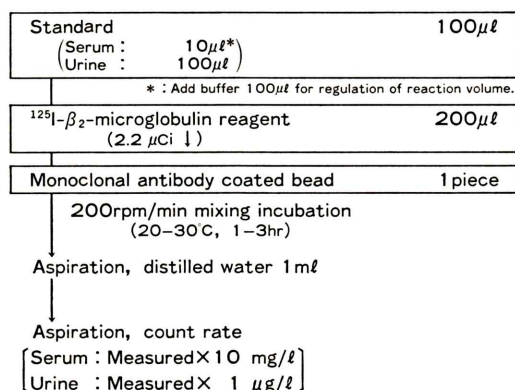 Standard 100μℓ
(Serum : 10μℓ*
Urine : 100μℓ)
* : Add buffer 100μℓ for regulation of reaction volume.
¹²⁵I-β₂-microglobulin reagent 200μℓ
(2.2 μCi ↓)
Monoclonal antibody coated bead 1 piece
200rpm/min mixing incubation
(20-30℃, 1-3hr)
Aspiration, distilled water 1mℓ
Aspiration, count rate
[Serum : Measured×10 mg/ℓ
Urine : Measured× 1 μg/ℓ]